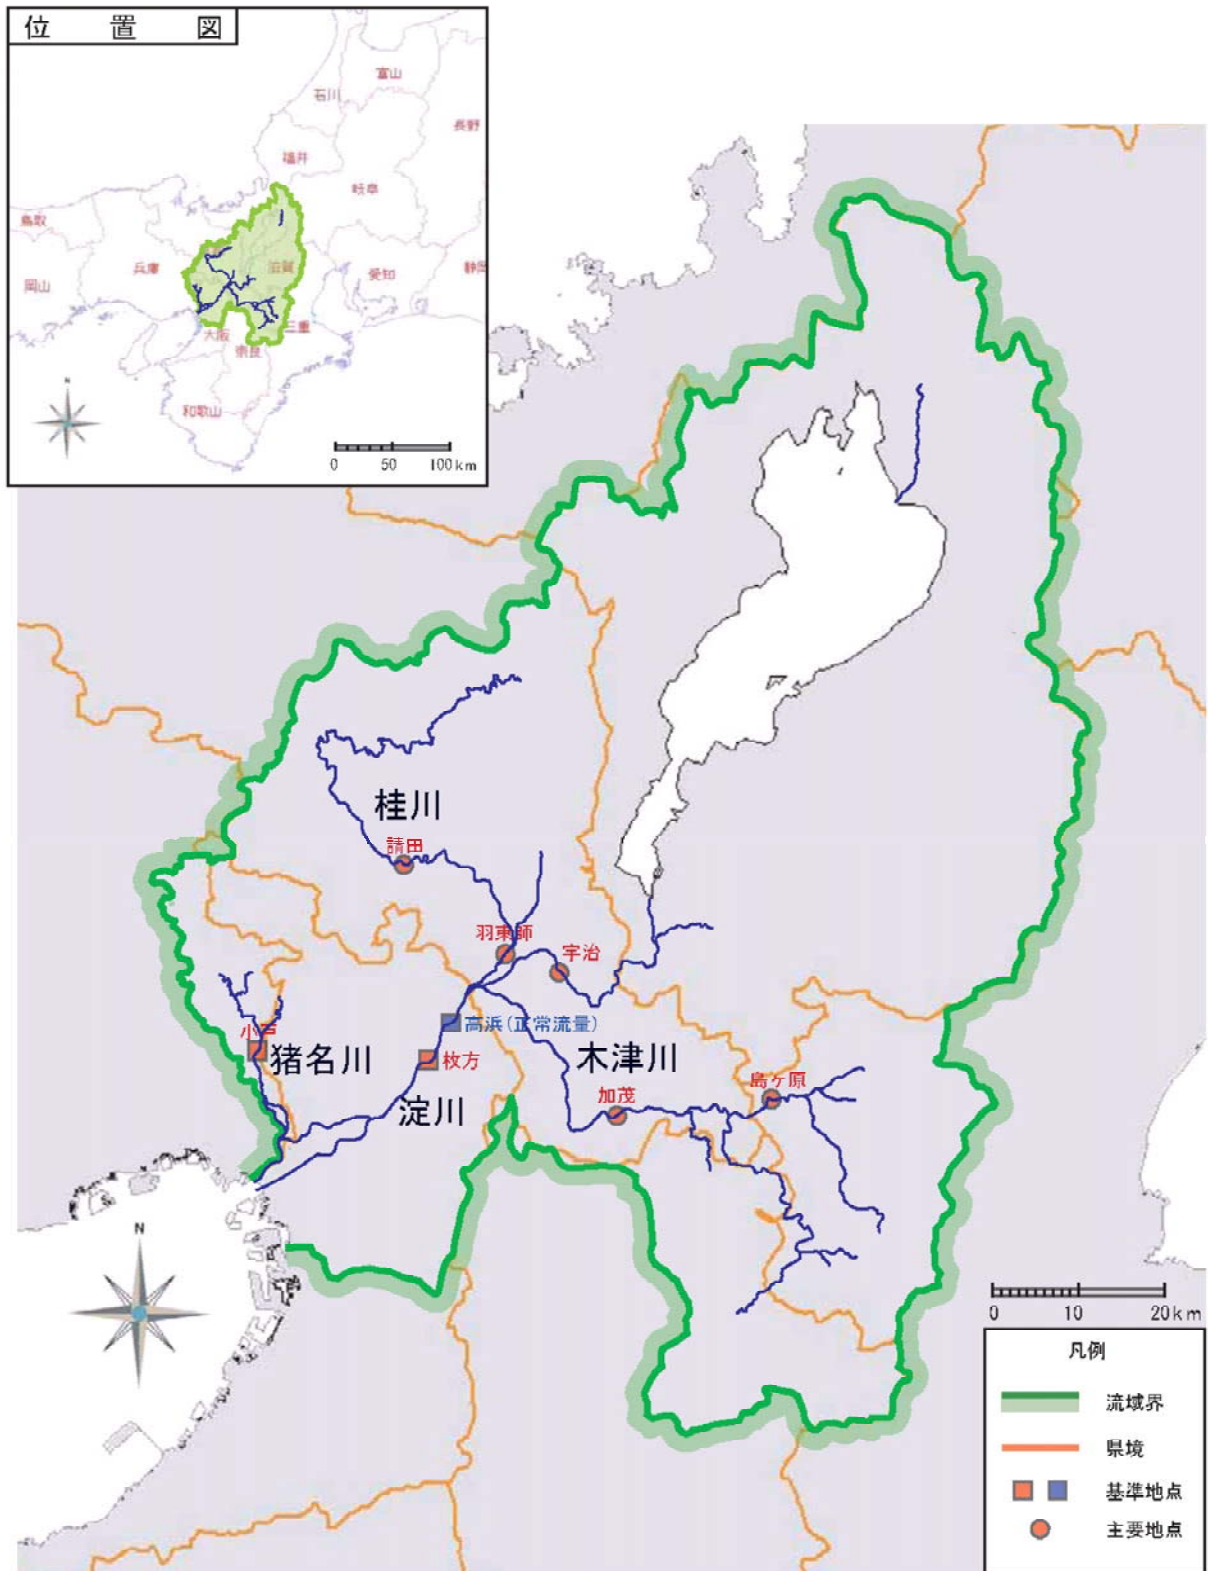 位置図
富山
石川
長野
福井
岐阜
鳥取
兵庫
滋賀
愛知
静岡
岡山
大阪
三重
奈良
和歌山
N
0 50 100km
桂川
請田
羽束師
宇治
高浜(正常流量)
小戸
猪名川
枚方
木津川
島ヶ原
加茂
淀川
N
0 10 20km
凡例
流域界
県境
基準地点
主要地点